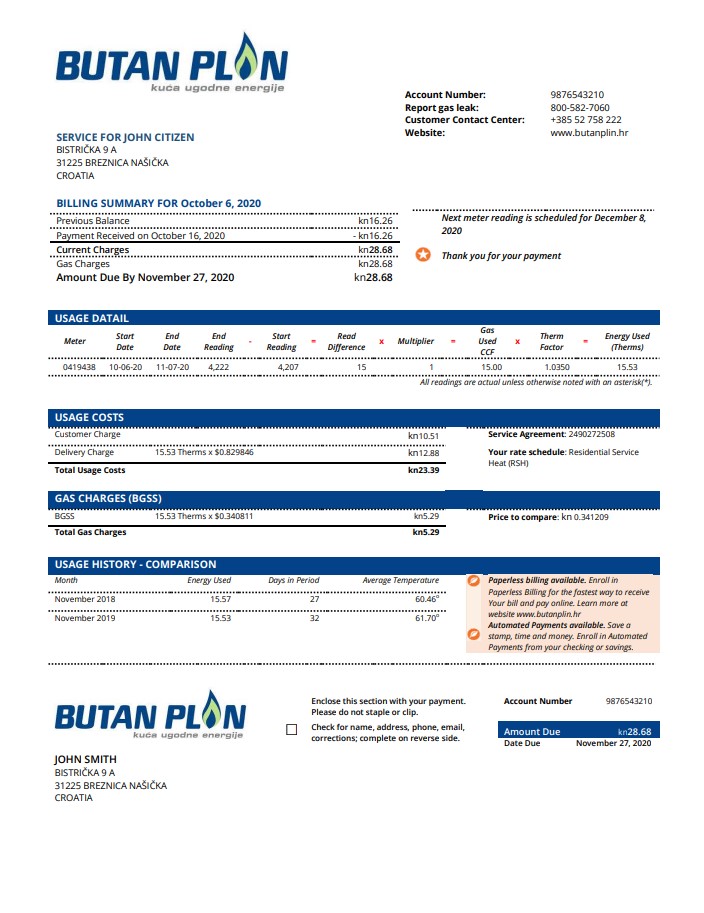 BUTAN PLIN
kuća ugodne energije
Account Number: 9876543210
Report gas leak: 800-582-7060
Customer Contact Center: +385 52 758 222
Website: www.butanplin.hr
SERVICE FOR JOHN CITIZEN
BISTRIČKA 9 A
31225 BREZNICA NAŠIČKA
CROATIA
BILLING SUMMARY FOR October 6, 2020
Previous Balance kn16.26
Payment Received on October 16, 2020 - kn16.26
Current Charges kn28.68
Gas Charges kn28.68
Amount Due By November 27, 2020 kn28.68
Next meter reading is scheduled for December 8,
2020
Thank you for your payment
USAGE DATAIL
Meter Start Date End Date End Reading - Start Reading = Read Difference x Multiplier = Gas Used CCF x Therm Factor = Energy Used (Therms)
0419438 10-06-20 11-07-20 4,222 4,207 15 1 15.00 1.0350 15.53
All readings are actual unless otherwise noted with an asterisk(*).
USAGE COSTS
Customer Charge kn10.51
Delivery Charge 15.53 Therms x $0.829846 kn12.88
Total Usage Costs kn23.39
Service Agreement: 2490272508
Your rate schedule: Residential Service
Heat (RSH)
GAS CHARGES (BGSS)
BGSS 15.53 Therms x $0.340811 kn5.29
Total Gas Charges kn5.29
Price to compare: kn 0.341209
USAGE HISTORY - COMPARISON
Month Energy Used Days in Period Average Temperature
November 2018 15.57 27 60.46°
November 2019 15.53 32 61.70°
Paperless billing available. Enroll in
Paperless Billing for the fastest way to receive
Your bill and pay online. Learn more at
website www.butanplin.hr
Automated Payments available. Save a
stamp, time and money. Enroll in Automated
Payments from your checking or savings.
BUTAN PLIN
kuća ugodne energije
Enclose this section with your payment.
Please do not staple or clip.
Check for name, address, phone, email,
corrections; complete on reverse side.
Account Number 9876543210
Amount Due kn28.68
Date Due November 27, 2020
JOHN SMITH
BISTRIČKA 9 A
31225 BREZNICA NAŠIČKA
CROATIA